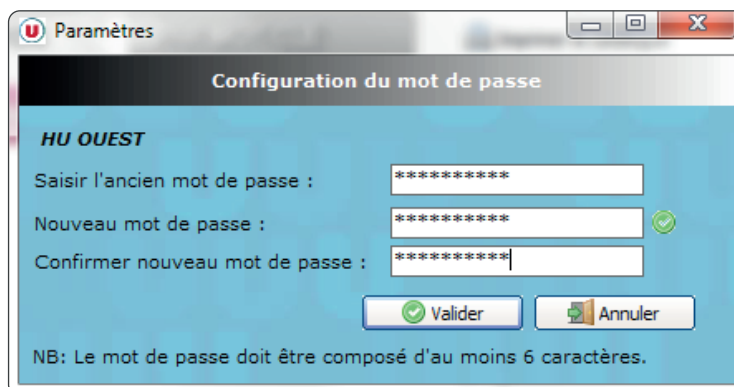 Paramètres
Configuration du mot de passe
HU OUEST
Saisir l'ancien mot de passe : **********
Nouveau mot de passe : **********
Confirmer nouveau mot de passe : **********
Valider Annuler
NB: Le mot de passe doit être composé d'au moins 6 caractères.